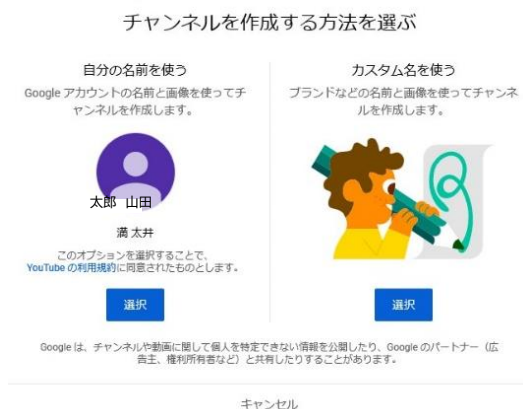 チャンネルを作成する方法を選ぶ
自分の名前を使う
Google アカウントの名前と画像を使ってチ
ャンネルを作成します。
太郎 山田
満 太井
このオプションを選択することで、
YouTube の利用規約に同意されたものとします。
選択
カスタム名を使う
ブランドなどの名前と画像を使ってチャンネ
ルを作成します。
選択
Google は、チャンネルや動画に関して個人を特定できない情報を公開したり、Google のパートナー（広
告主、権利所有者など）と共有したりすることがあります。
キャンセル